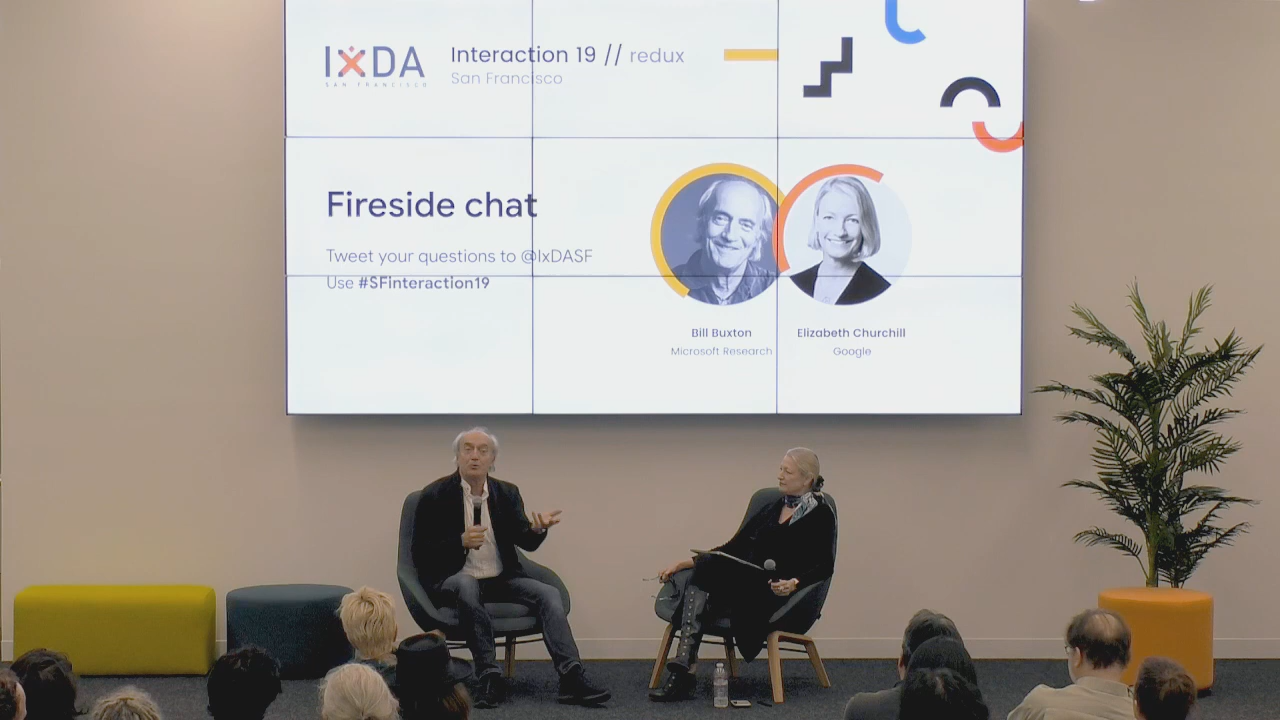 IXDA
SAN FRANCISCO
Interaction 19 // redux
San Francisco
Fireside chat
Tweet your questions to @IxDASF
Use #SFinteraction19
Bill Buxton
Microsoft Research
Elizabeth Churchill
Google